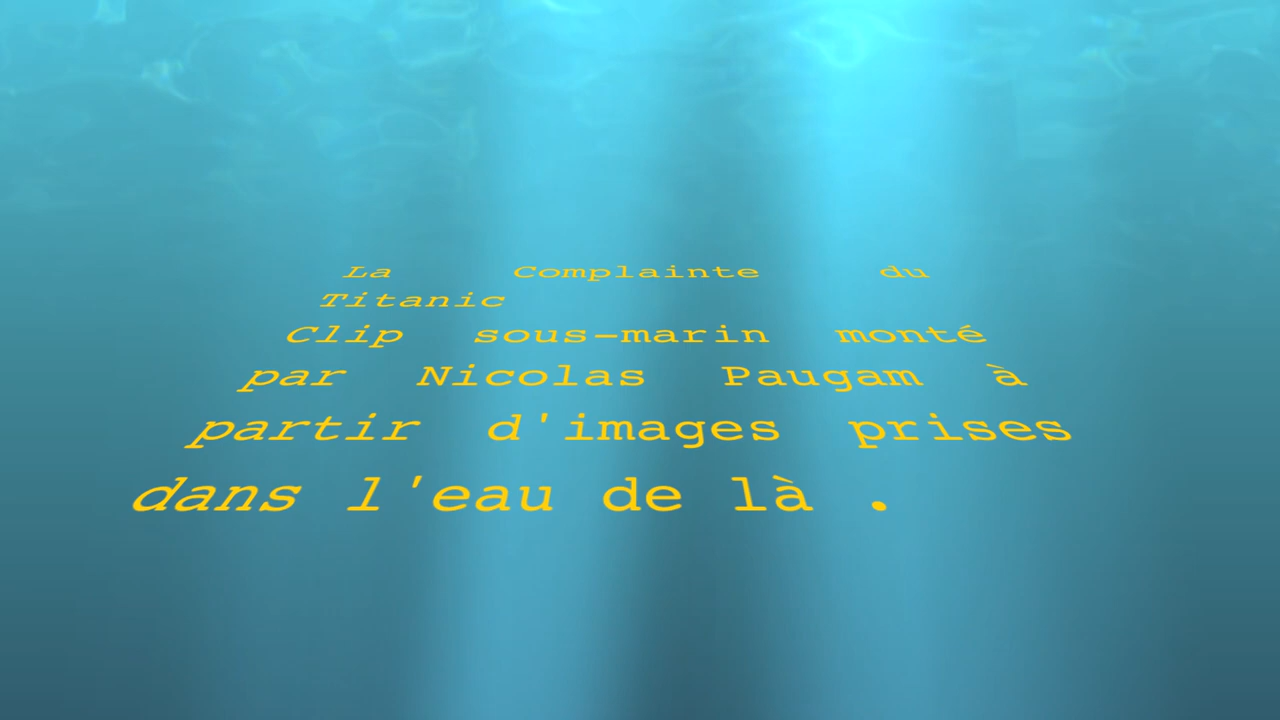 La Complainte du
Titanic
Clip sous-marin monté
par Nicolas Paugam à
partir d'images prises
dans l'eau de là .